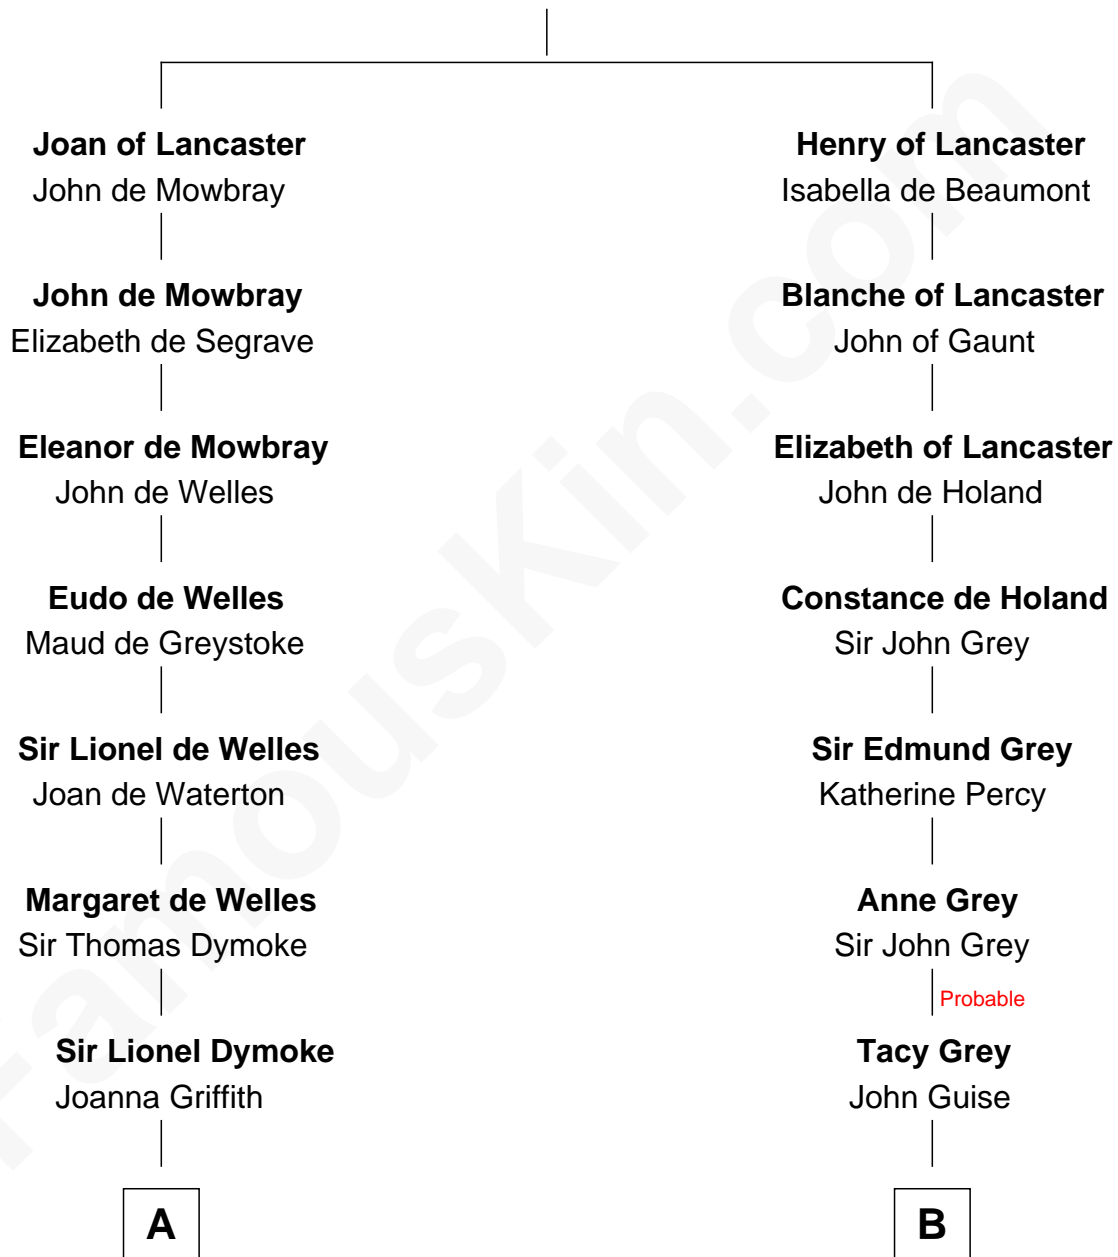 Joan of Lancaster
John de Mowbray
John de Mowbray
Elizabeth de Segrave
Eleanor de Mowbray
John de Welles
Eudo de Welles
Maud de Greystoke
Sir Lionel de Welles
Joan de Waterton
Margaret de Welles
Sir Thomas Dymoke
Sir Lionel Dymoke
Joanna Griffith
A
Henry of Lancaster
Isabella de Beaumont
Blanche of Lancaster
John of Gaunt
Elizabeth of Lancaster
John de Holand
Constance de Holand
Sir John Grey
Sir Edmund Grey
Katherine Percy
Anne Grey
Sir John Grey
Probable
Tacy Grey
John Guise
B
FamousKin.com